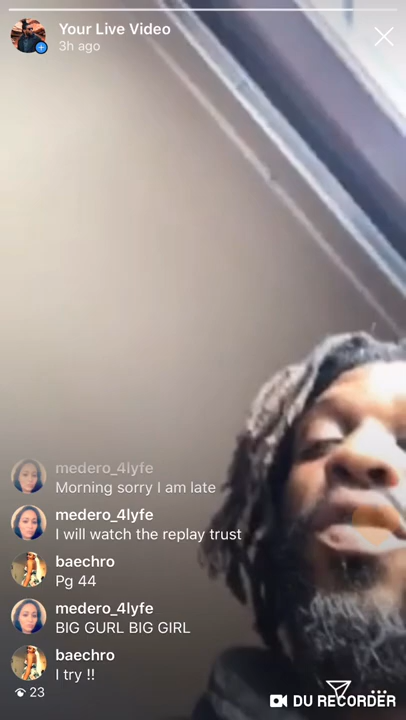 Your Live Video
3h ago
medero_4lyfe
Morning sorry I am late
medero_4lyfe
I will watch the replay trust
baechro
Pg 44
medero_4lyfe
BIG GURL BIG GIRL
baechro
I try !!
23
DU RECORDER